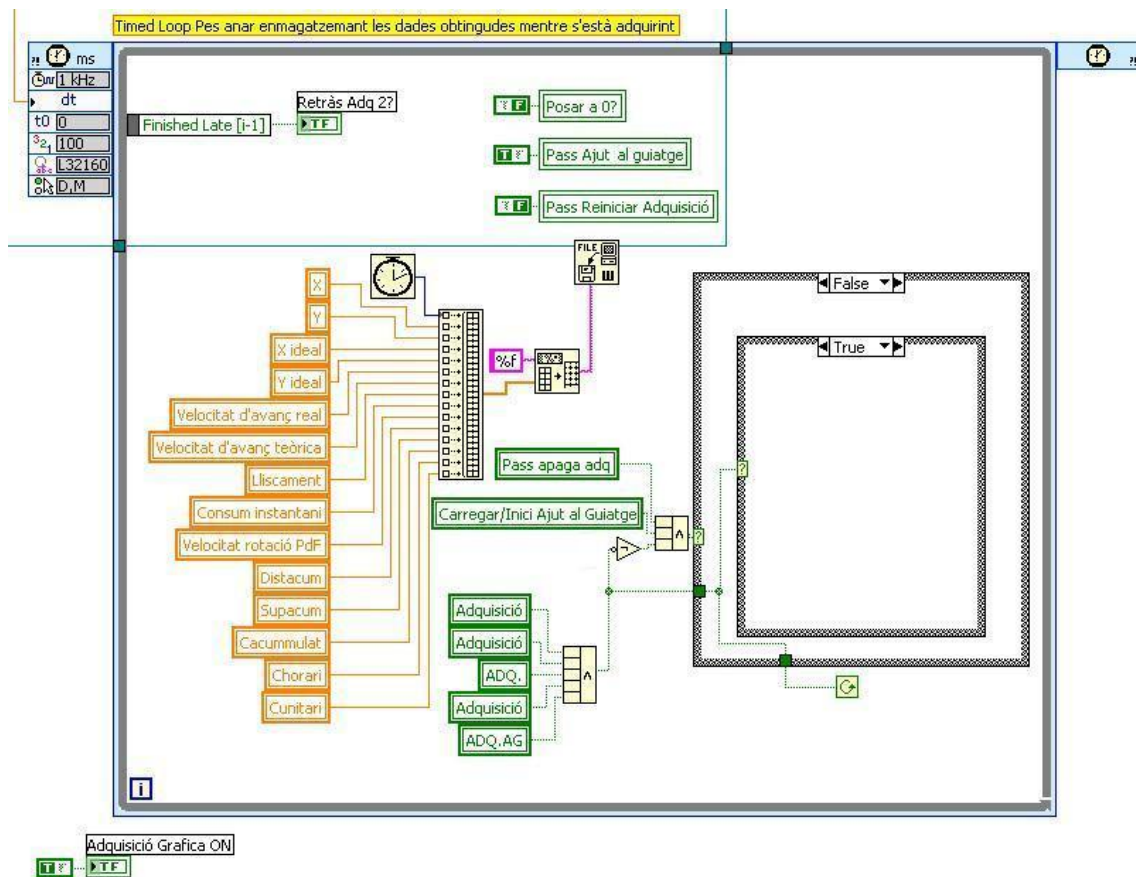 Timed Loop Pes anar enmagatzemant les dades obtingudes mentre s'està adquirint
ms
1 kHz
dt
t0 0
100
L32160
D,M
Finished Late [i-1]
Retràs Adq 2?
TF
F Posar a 0?
T Pass Ajut al guiatge
F Pass Reiniciar Adquisició
FILE
X
Y
X ideal
Y ideal
Velocitat d'avanç real
Velocitat d'avanç teòrica
Lliscament
Consum instantani
Velocitat rotació PdF
Distacum
Supacum
Cacummulat
Chorari
Cunitari
%f
Pass apaga adq
Carregar/Inici Ajut al Guiatge
Adquisició
Adquisició
ADQ.
Adquisició
ADQ.AG
False
True
?
?
i
Adquisició Grafica ON
T TF